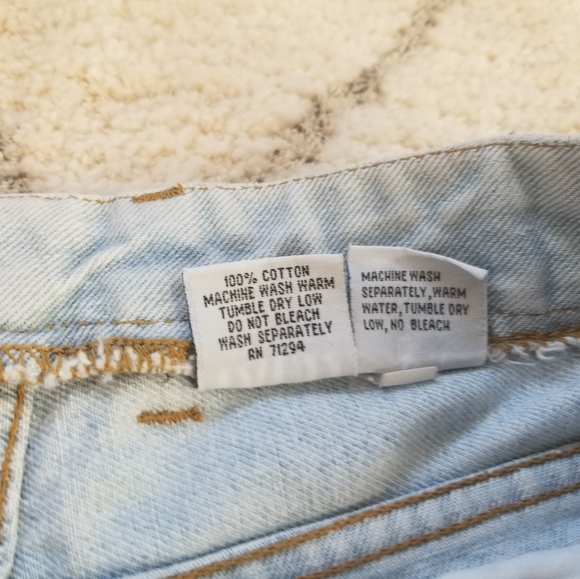 100% COTTON
MACHINE WASH WARM
TUMBLE DRY LOW
DO NOT BLEACH
WASH SEPARATELY
RN 71294
MACHINE WASH
SEPARATELY, WARM
WATER, TUMBLE DRY
LOW, NO BLEACH